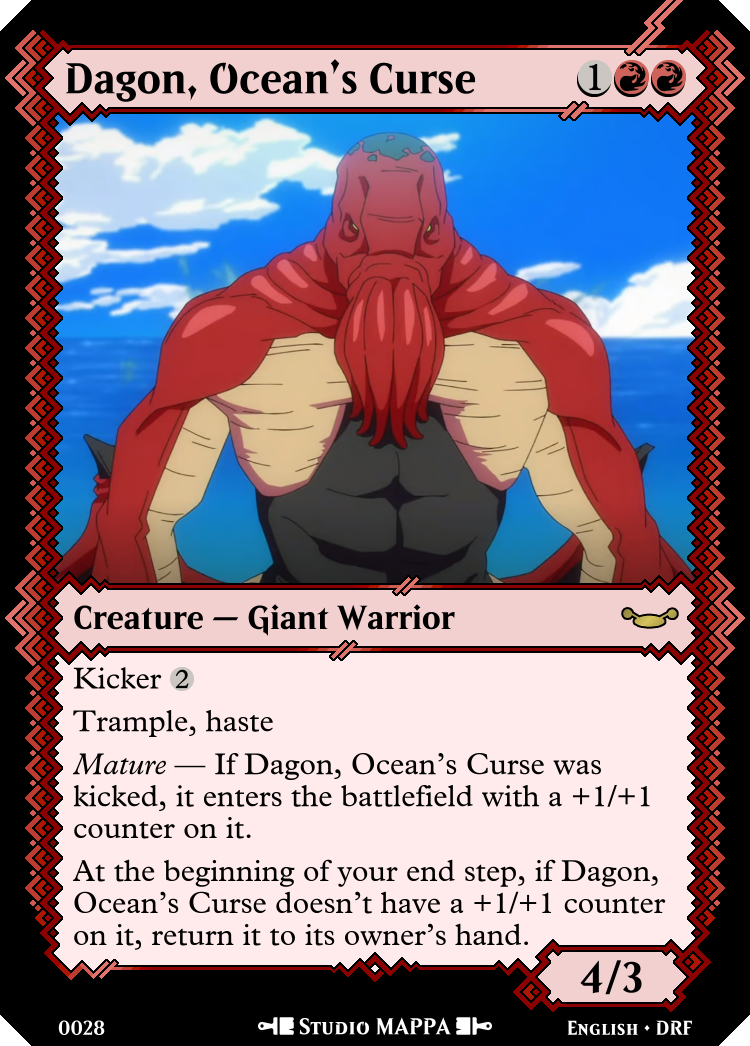 Dagon, Ocean's Curse 1
Creature — Giant Warrior
Kicker 2
Trample, haste
Mature — If Dagon, Ocean's Curse was
kicked, it enters the battlefield with a +1/+1
counter on it.
At the beginning of your end step, if Dagon,
Ocean's Curse doesn't have a +1/+1 counter
on it, return it to its owner's hand.
4/3
0028 Studio MAPPA English • DRF